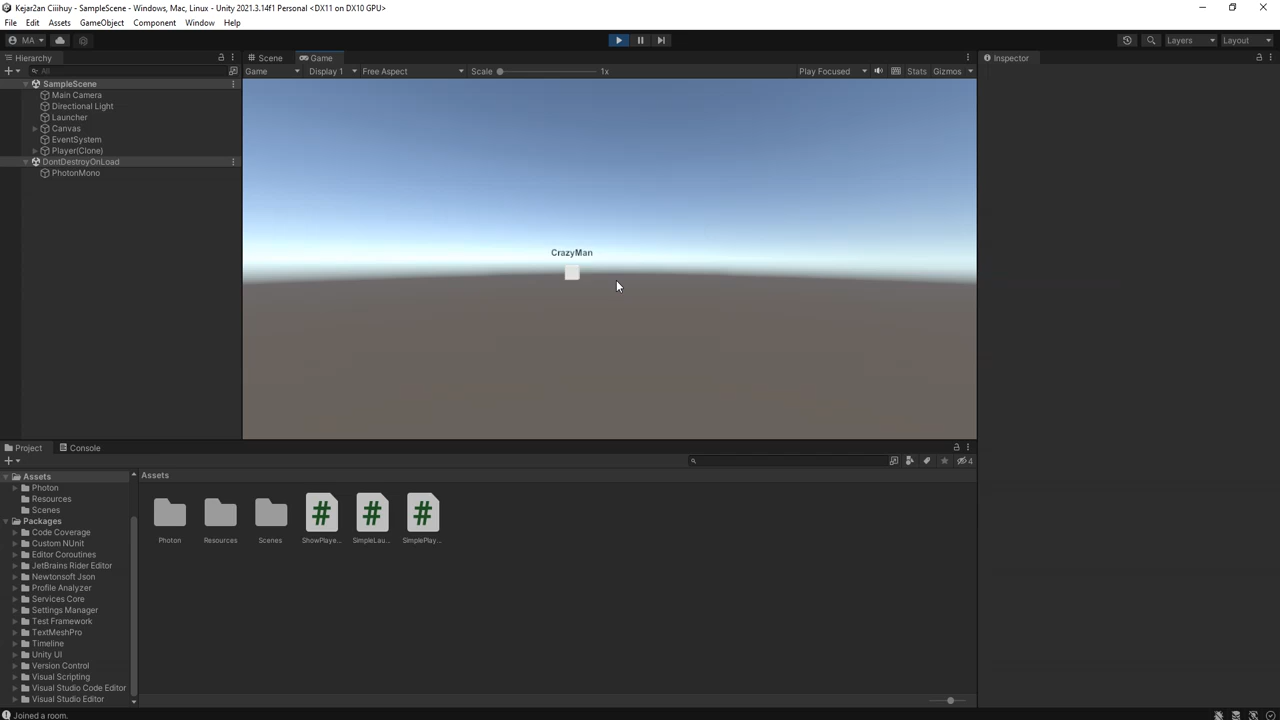 Kejar2an Ciiihuy - SampleScene - Windows, Mac, Linux - Unity 2021.3.14f1 Personal <DX11 on DX10 GPU>
File Edit Assets GameObject Component Window Help
MA Layers Layout
Hierarchy Scene Game Inspector
All Game Display 1 Free Aspect Scale 1x Play Focused Stats Gizmos
SampleScene
Main Camera
Directional Light
Launcher
Canvas
EventSystem
Player(Clone)
DontDestroyOnLoad
PhotonMono
CrazyMan
Project Console
4
Assets
Photon
Resources
Scenes
Packages
Code Coverage
Custom NUnit
Editor Coroutines
JetBrains Rider Editor
Newtonsoft Json
Profile Analyzer
Services Core
Settings Manager
Test Framework
TextMeshPro
Timeline
Unity UI
Version Control
Visual Scripting
Visual Studio Code Editor
Visual Studio Editor
Assets
# # #
Photon Resources Scenes ShowPlaye... SimpleLau... SimplePlay...
Joined a room.